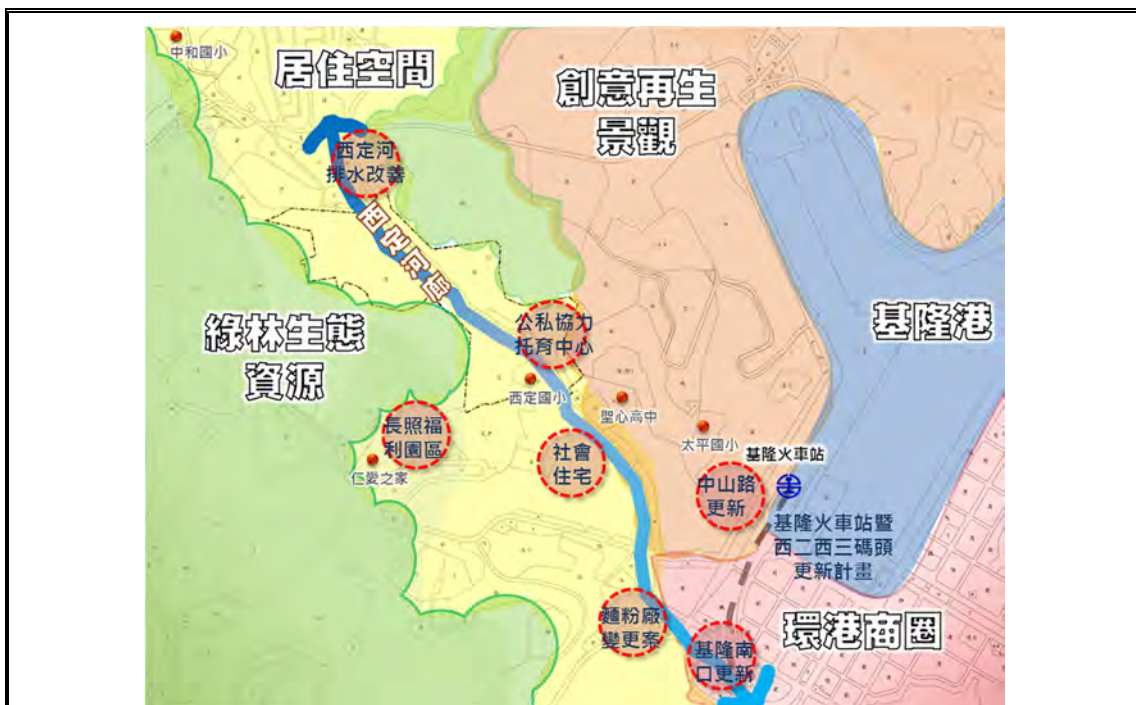 中和國小
居住空間
創意再生
景觀
西定河
排水改善
西定河廊
綠林生態
資源
公私協力
托育中心
基隆港
西定國小
聖心高中
長照福
利園區
仁愛之家
社會
住宅
太平國小
基隆火車站
中山路
更新
基隆火車站暨
西二西三碼頭
更新計畫
麵粉廠
變更案
環港商圈
基隆南
口更新